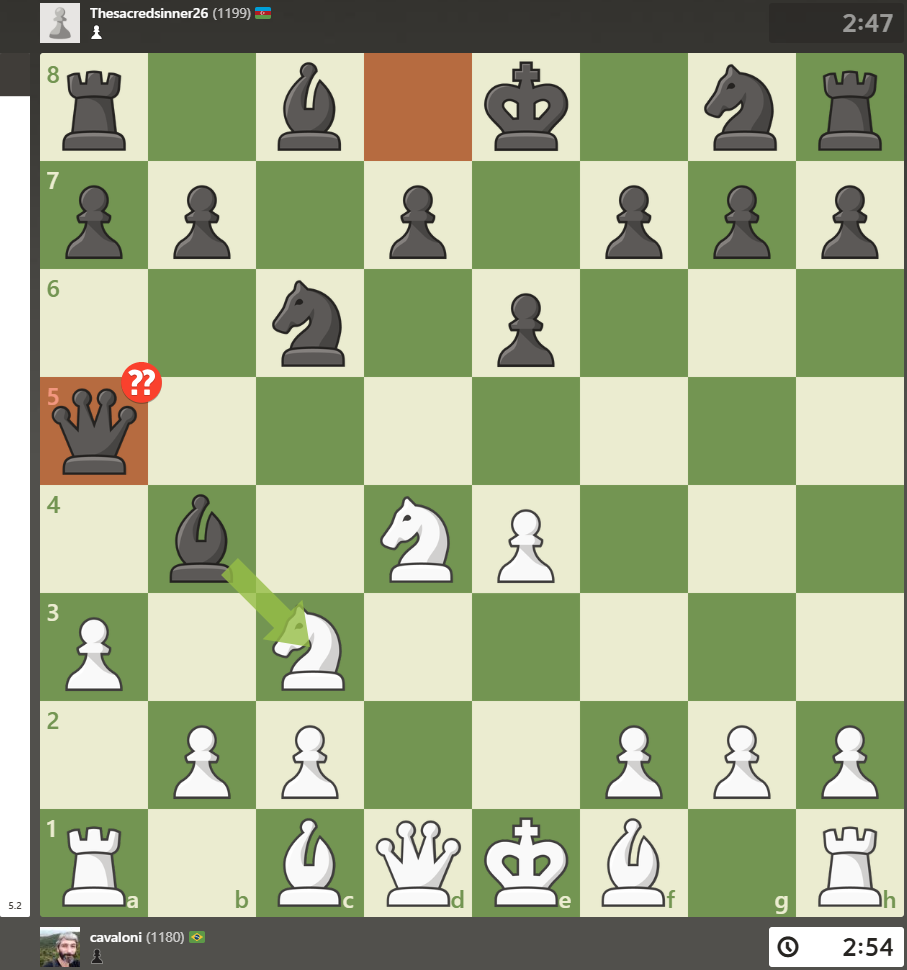 Thesacredsinner26 (1199)
2:47
8
7
6
5
??
4
3
2
1
a
b
c
d
e
f
g
h
5.2
cavaloni (1180)
2:54